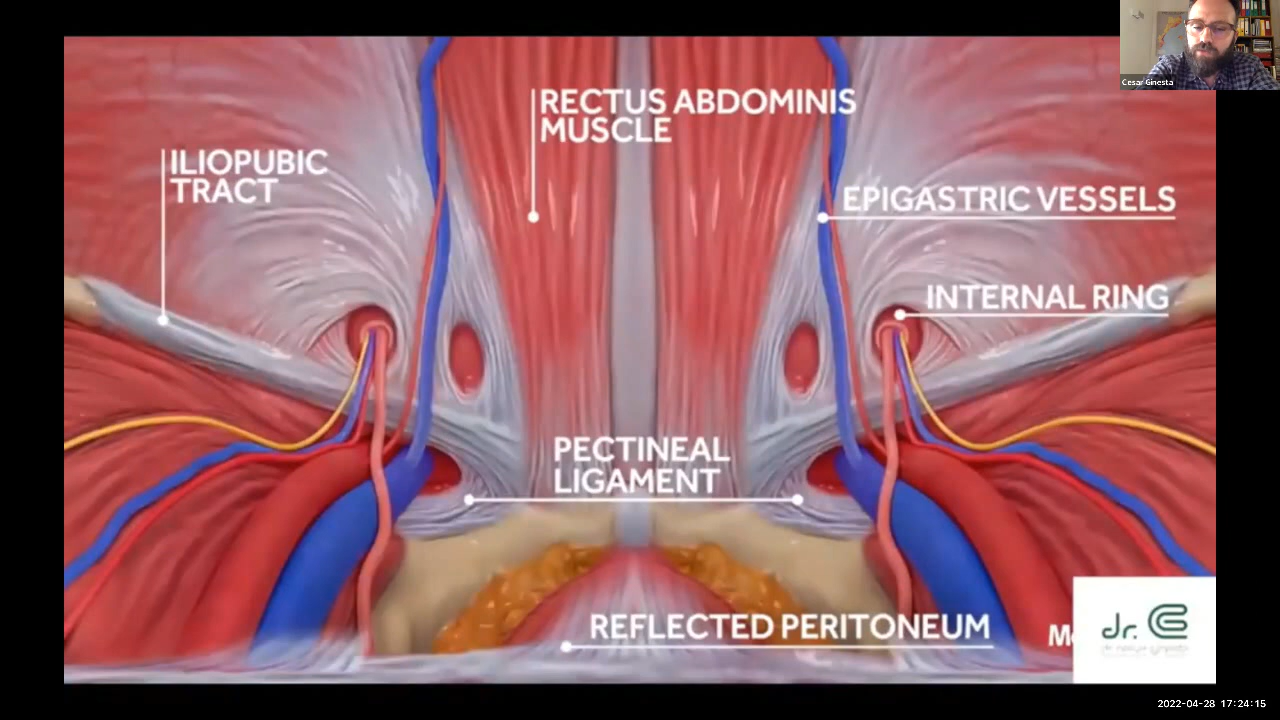 Cesar Ginesta
RECTUS ABDOMINIS
MUSCLE
ILIOPUBIC
TRACT
EPIGASTRIC VESSELS
INTERNAL RING
PECTINEAL
LIGAMENT
REFLECTED PERITONEUM
dr.
2022-04-28 17:24:15